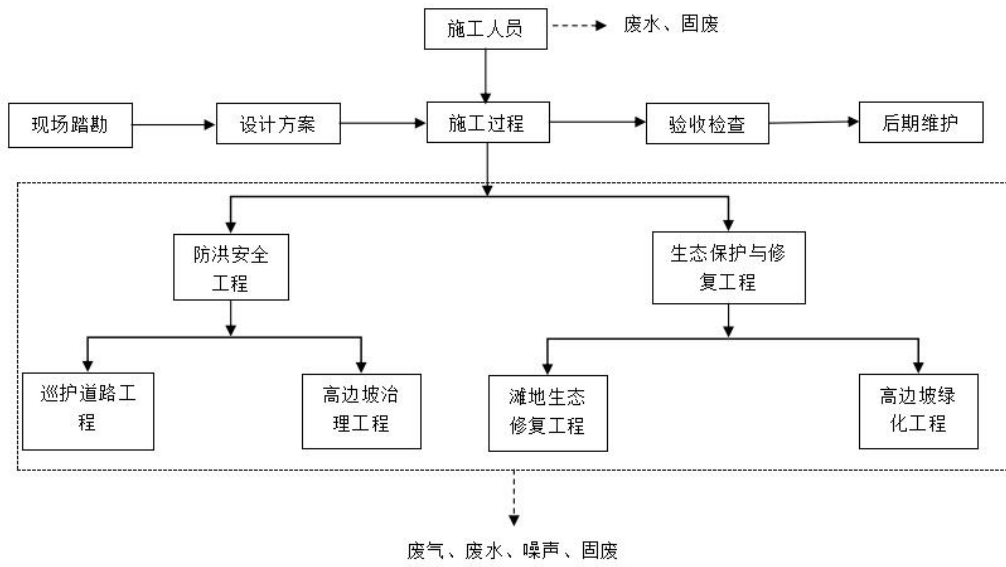 施工人员
废水、固废
现场踏勘
设计方案
施工过程
验收检查
后期维护
防洪安全
工程
生态保护与修
复工程
巡护道路工
程
高边坡治
理工程
滩地生态
修复工程
高边坡绿
化工程
废气、废水、噪声、固废